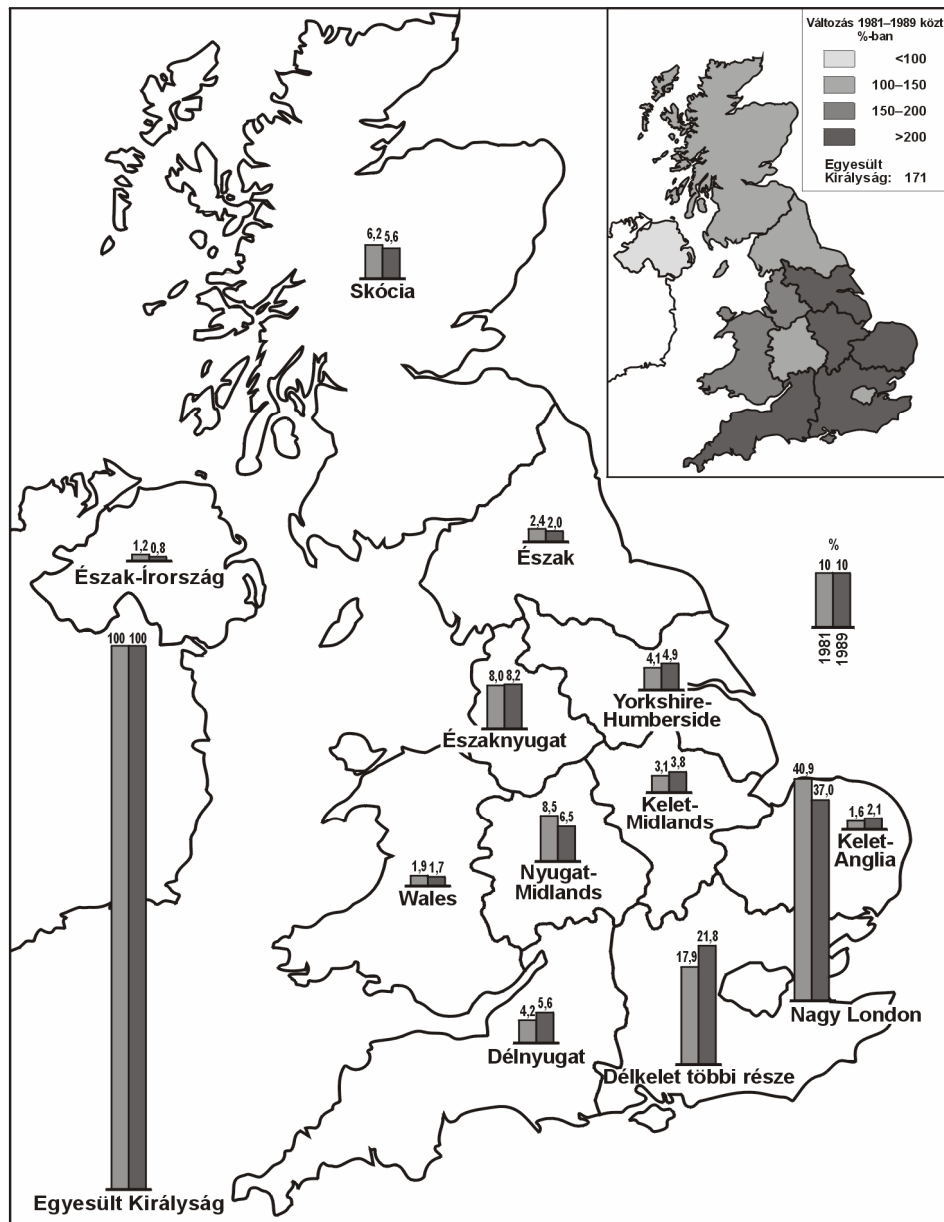 Változás 1981–1989 közt
%-ban
<100
100–150
150–200
>200
Egyesült
Királyság: 171
6,2 5,6
Skócia
2,4 2,0
Észak
1,2 0,8
Észak-Írország
%
10 10
1981
1989
100 100
4,1 4,9
Yorkshire-
Humberside
8,0 8,2
Északnyugat
3,1 3,8
Kelet-
Midlands
40,9
37,0
1,6 2,1
Kelet-
Anglia
8,5
6,5
Nyugat-
Midlands
1,9 1,7
Wales
21,8
17,9
Nagy London
4,2 5,6
Délnyugat
Délkelet többi része
Egyesült Királyság